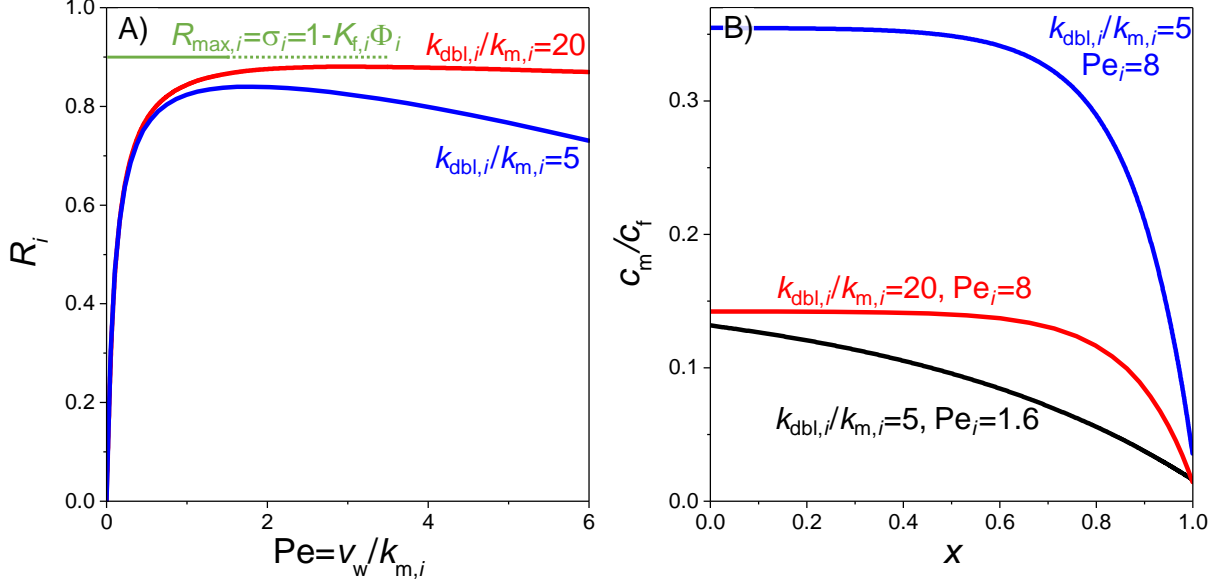 A)
R_max,i=σ_i=1-K_f,iΦ_i
k_dbl,i/k_m,i=20
k_dbl,i/k_m,i=5
1.0
0.8
0.6
0.4
0.2
0.0
R_i
0
2
4
6
Pe=v_w/k_m,i
B)
k_dbl,i/k_m,i=5
Pe_i=8
k_dbl,i/k_m,i=20, Pe_i=8
k_dbl,i/k_m,i=5, Pe_i=1.6
0.3
0.2
0.1
0.0
c_m/c_f
0.0
0.2
0.4
0.6
0.8
1.0
x